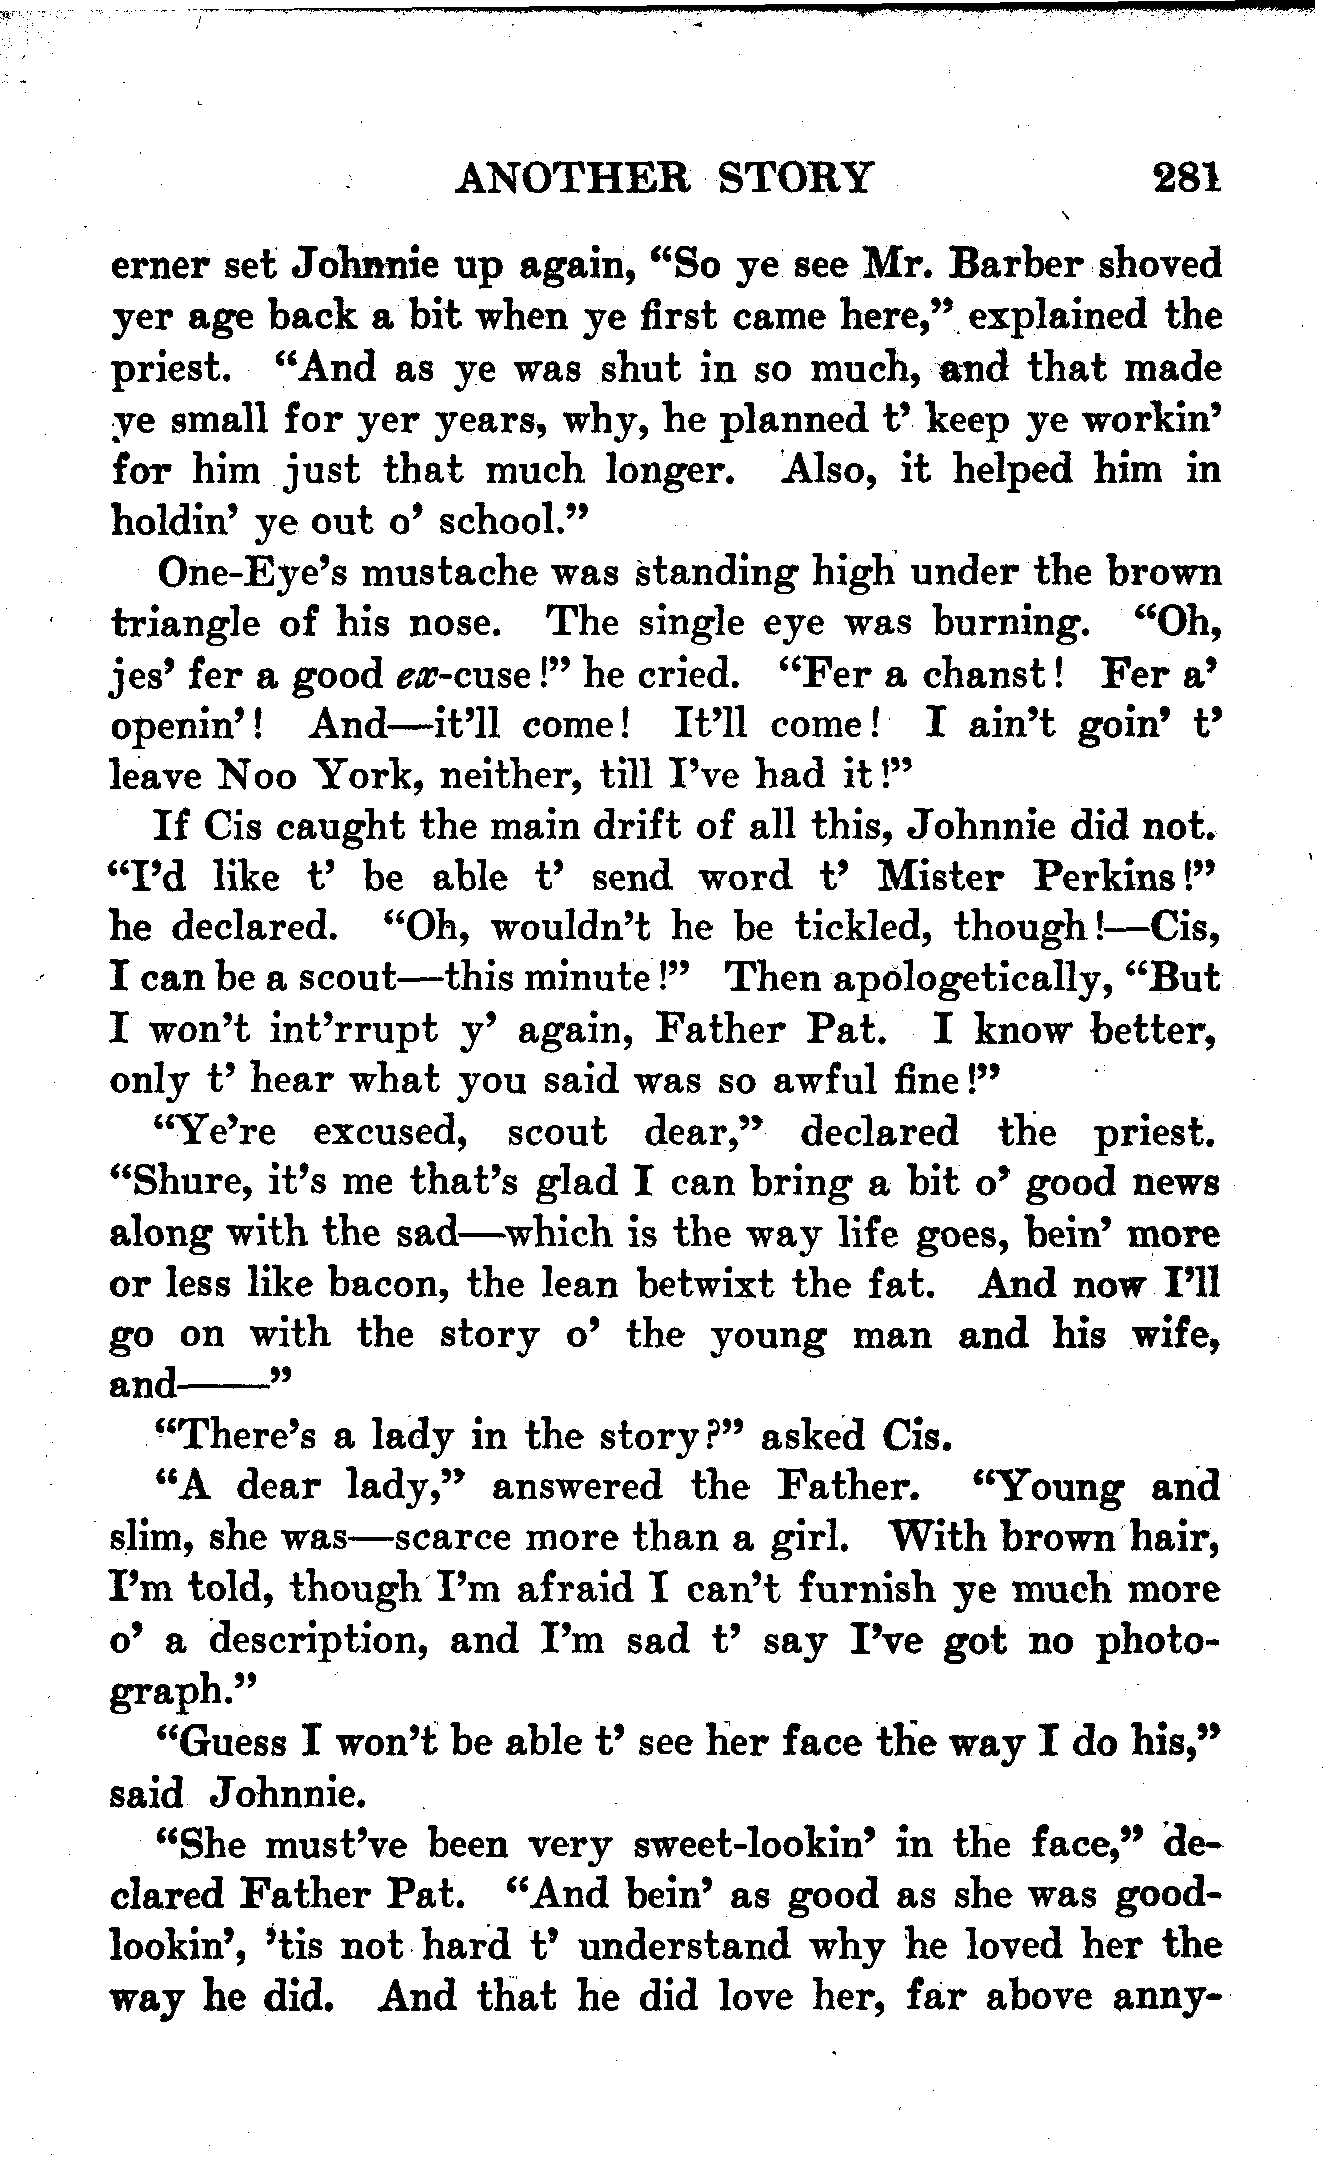 ANOTHER STORY 281
erner set Johnnie up again, “So ye see Mr. Barber shoved
yer age back a bit when ye first came here,” explained the
priest. “And as ye was shut in so much, and that made
ye small for yer years, why, he planned t’ keep ye workin’
for him just that much longer. Also, it helped him in
holdin’ ye out o’ school.”
One-Eye’s mustache was standing high under the brown
triangle of his nose. The single eye was burning. “Oh,
jes’ fer a good ex-cuse!” he cried. “Fer a chanst! Fer a’
openin’! And—it’ll come! It’ll come! I ain’t goin’ t’
leave Noo York, neither, till I’ve had it!”
If Cis caught the main drift of all this, Johnnie did not.
“I’d like t’ be able t’ send word t’ Mister Perkins!”
he declared. “Oh, wouldn’t he be tickled, though!—Cis,
I can be a scout—this minute!” Then apologetically, “But
I won’t int’rrupt y’ again, Father Pat. I know better,
only t’ hear what you said was so awful fine!”
“Ye’re excused, scout dear,” declared the priest.
“Shure, it’s me that’s glad I can bring a bit o’ good news
along with the sad—which is the way life goes, bein’ more
or less like bacon, the lean betwixt the fat. And now I’ll
go on with the story o’ the young man and his wife,
and——”
“There’s a lady in the story?” asked Cis.
“A dear lady,” answered the Father. “Young and
slim, she was—scarce more than a girl. With brown hair,
I’m told, though I’m afraid I can’t furnish ye much more
o’ a description, and I’m sad t’ say I’ve got no photo-
graph.”
“Guess I won’t be able t’ see her face the way I do his,”
said Johnnie.
“She must’ve been very sweet-lookin’ in the face,” de-
clared Father Pat. “And bein’ as good as she was good-
lookin’, ’tis not hard t’ understand why he loved her the
way he did. And that he did love her, far above anny-